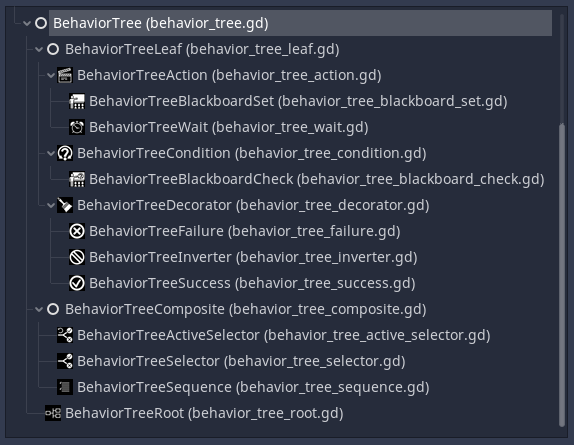 BehaviorTree (behavior_tree.gd)
BehaviorTreeLeaf (behavior_tree_leaf.gd)
BehaviorTreeAction (behavior_tree_action.gd)
BehaviorTreeBlackboardSet (behavior_tree_blackboard_set.gd)
BehaviorTreeWait (behavior_tree_wait.gd)
BehaviorTreeCondition (behavior_tree_condition.gd)
BehaviorTreeBlackboardCheck (behavior_tree_blackboard_check.gd)
BehaviorTreeDecorator (behavior_tree_decorator.gd)
BehaviorTreeFailure (behavior_tree_failure.gd)
BehaviorTreeInverter (behavior_tree_inverter.gd)
BehaviorTreeSuccess (behavior_tree_success.gd)
BehaviorTreeComposite (behavior_tree_composite.gd)
BehaviorTreeActiveSelector (behavior_tree_active_selector.gd)
BehaviorTreeSelector (behavior_tree_selector.gd)
BehaviorTreeSequence (behavior_tree_sequence.gd)
BehaviorTreeRoot (behavior_tree_root.gd)